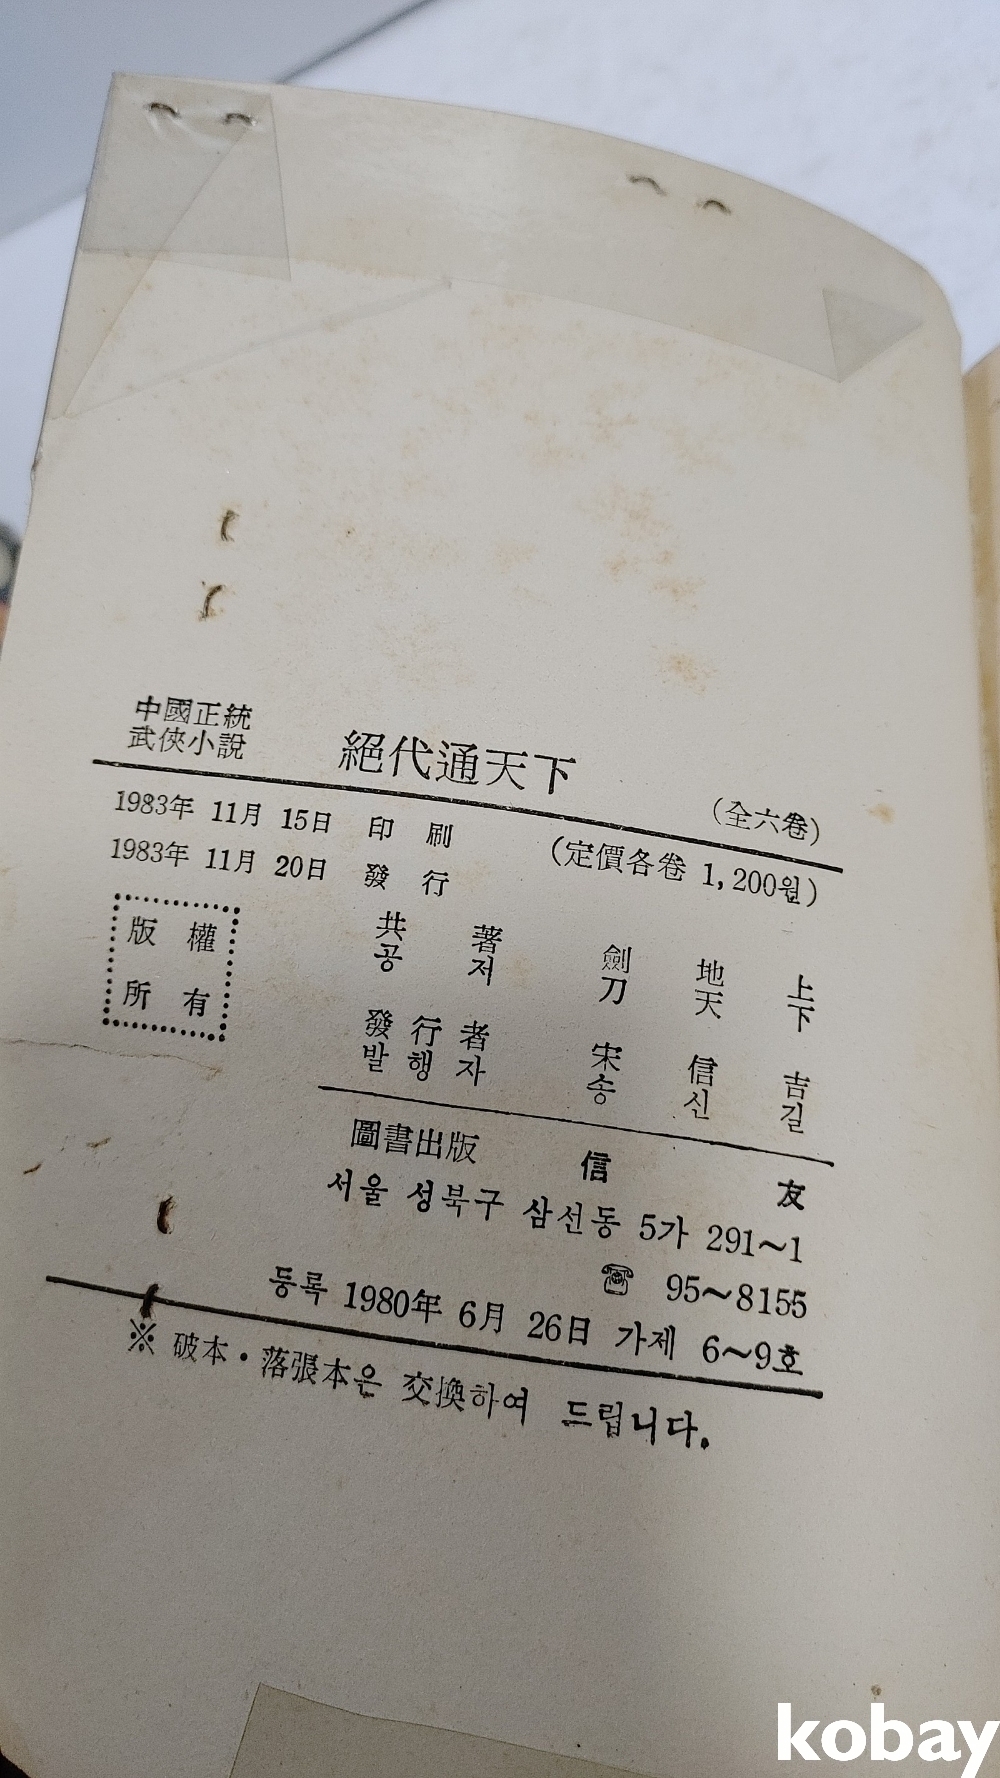 中國正統
武俠小說
絕代通天下
(全六卷)
1983年 11月 15日 印 刷
(定價各卷 1,200원)
1983年 11月 20日 發 行
版 權
所 有
共 著 劍 地 上
공 저 刀 天 下
發 行 者 宋 信 吉
발 행 자 송 신 길
圖書出版 信 友
서울 성북구 삼선동 5가 291~1
☎ 95~8155
등록 1980年 6月 26日 가제 6~9호
※ 破本·落張本은 交換하여 드립니다.
kobay